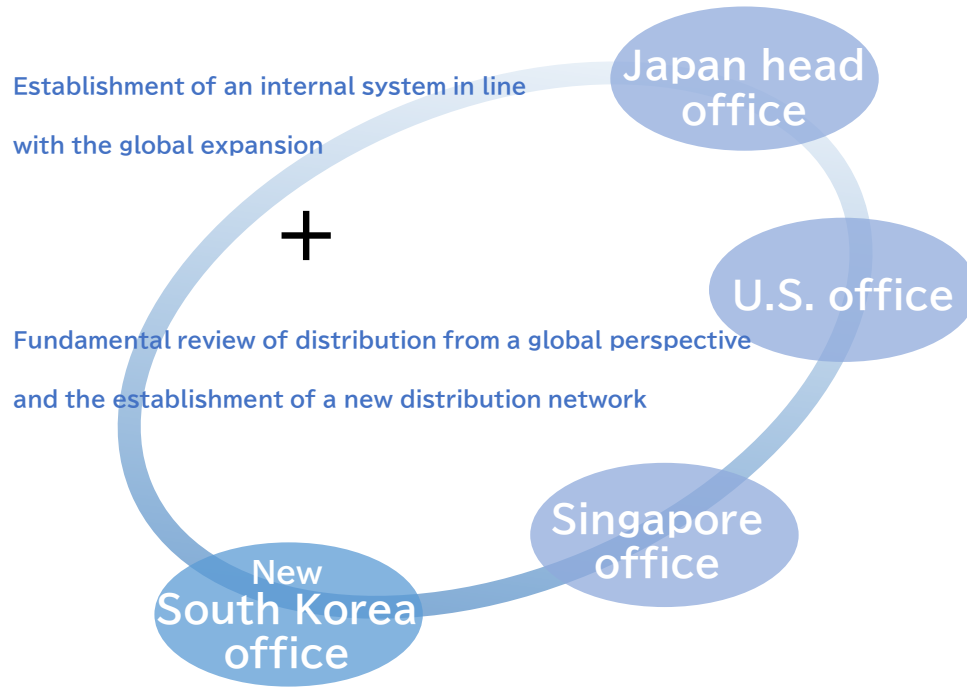 Establishment of an internal system in line
with the global expansion
+
Fundamental review of distribution from a global perspective
and the establishment of a new distribution network
Japan head
office
U.S. office
Singapore
office
New
South Korea
office